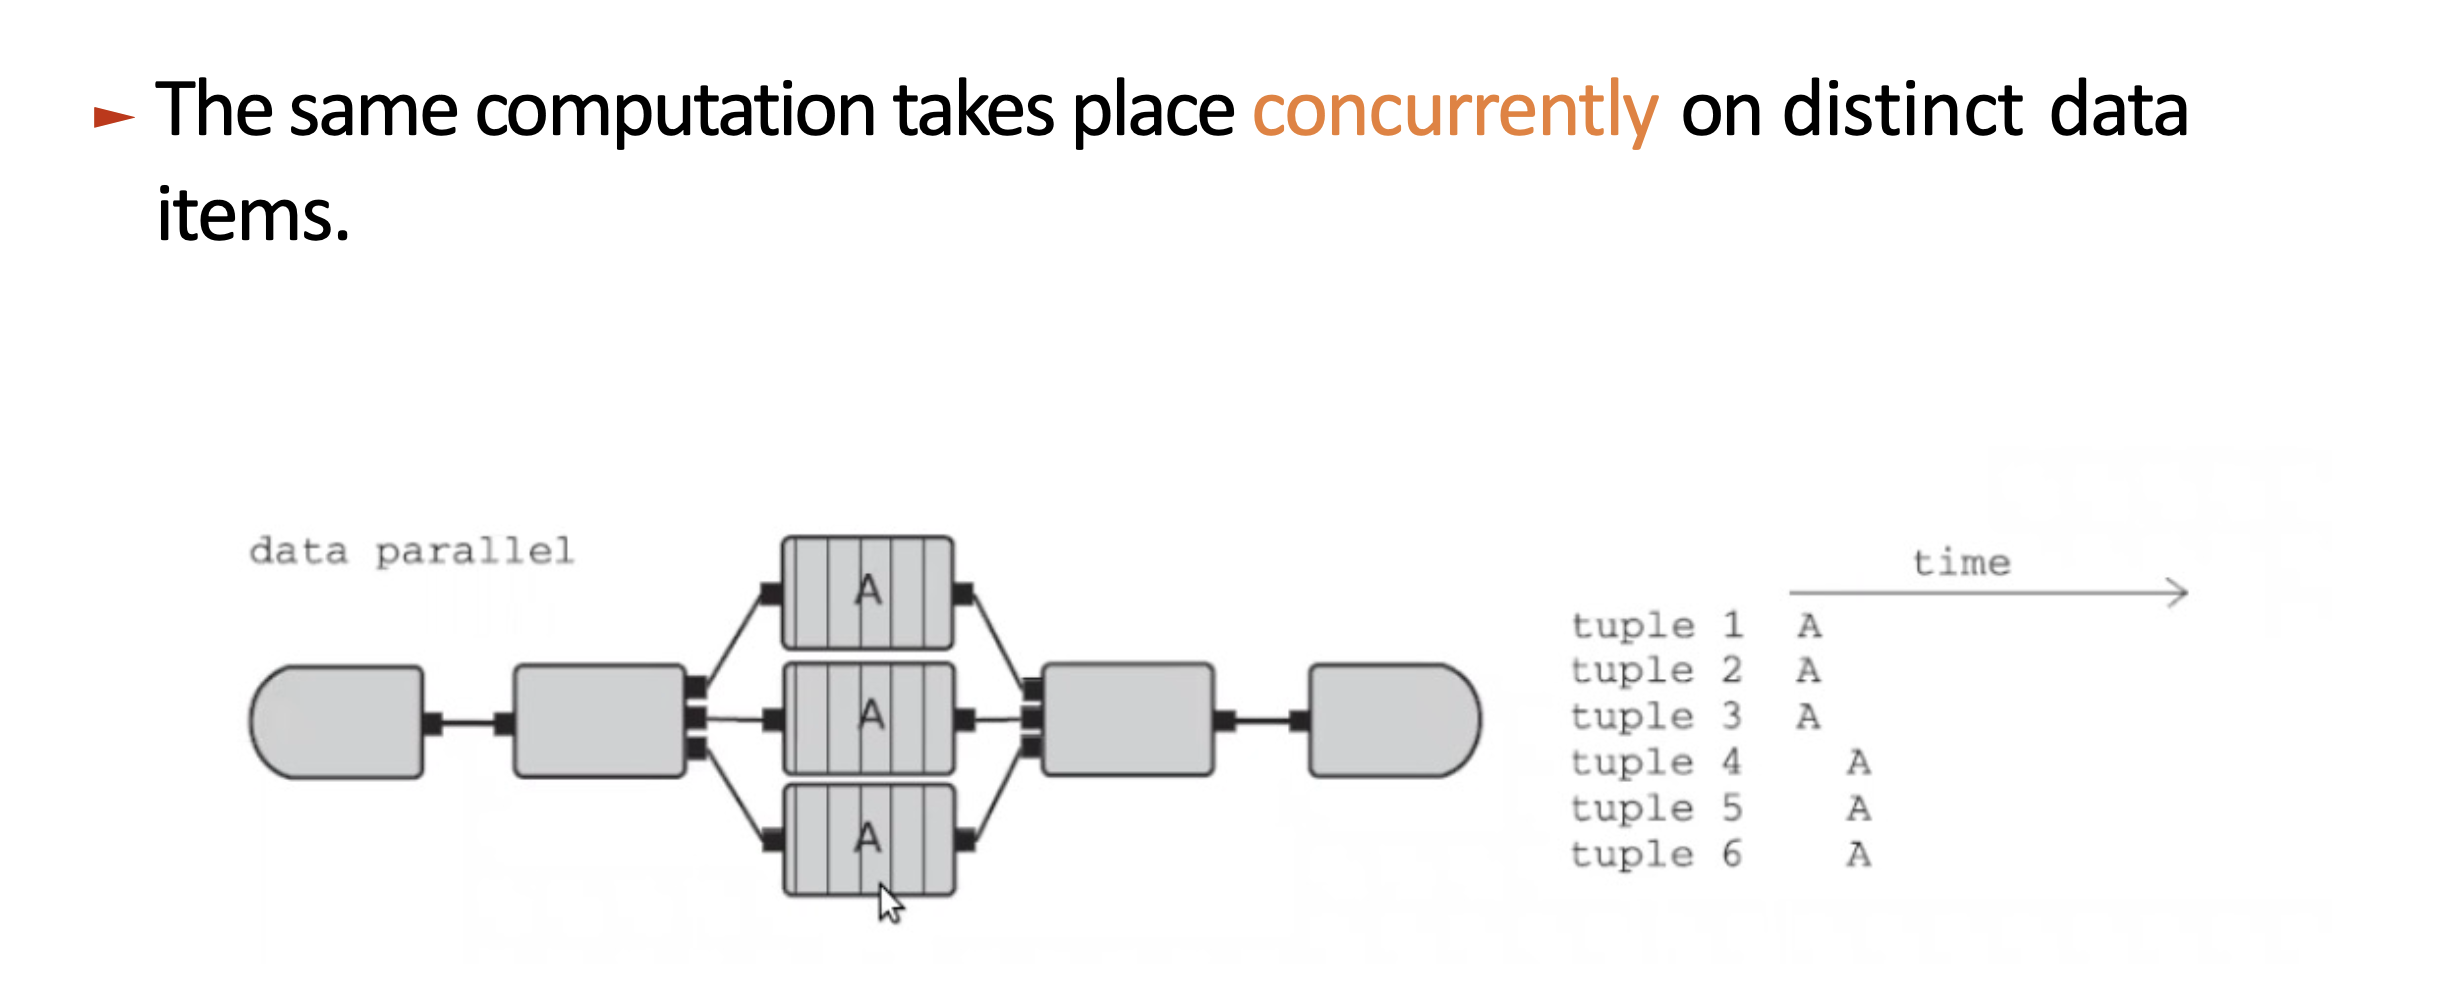 The same computation takes place concurrently on distinct data
items.
data parallel
A
A
A
time
tuple 1 A
tuple 2 A
tuple 3 A
tuple 4 A
tuple 5 A
tuple 6 A